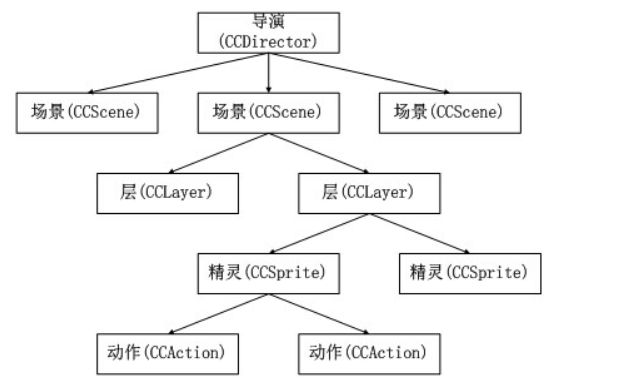 导演
(CCDirector)
场景(CCScene)
场景(CCScene)
场景(CCScene)
层(CCLayer)
层(CCLayer)
精灵(CCSprite)
精灵(CCSprite)
动作(CCAction)
动作(CCAction)